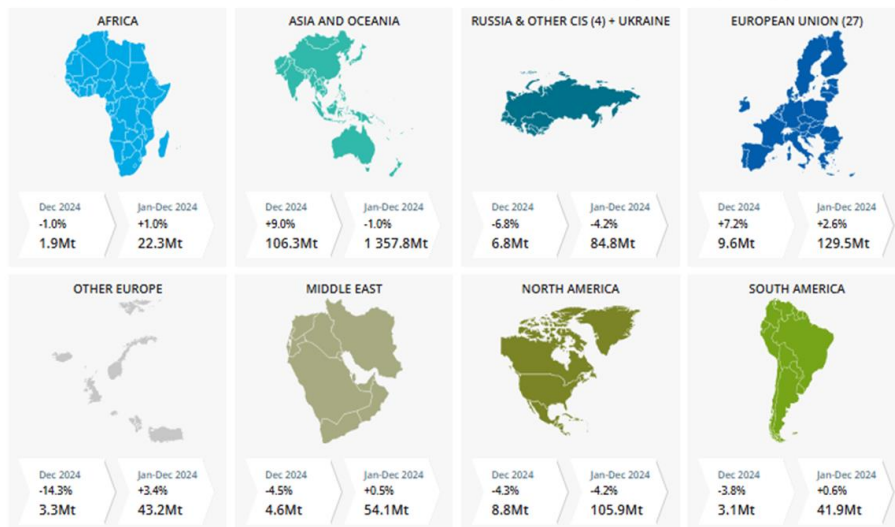 AFRICA
Dec 2024
-1.0%
1.9Mt
Jan-Dec 2024
+1.0%
22.3Mt
ASIA AND OCEANIA
Dec 2024
+9.0%
106.3Mt
Jan-Dec 2024
-1.0%
1 357.8Mt
RUSSIA & OTHER CIS (4) + UKRAINE
Dec 2024
-6.8%
6.8Mt
Jan-Dec 2024
-4.2%
84.8Mt
EUROPEAN UNION (27)
Dec 2024
+7.2%
9.6Mt
Jan-Dec 2024
+2.6%
129.5Mt
OTHER EUROPE
Dec 2024
-14.3%
3.3Mt
Jan-Dec 2024
+3.4%
43.2Mt
MIDDLE EAST
Dec 2024
-4.5%
4.6Mt
Jan-Dec 2024
+0.5%
54.1Mt
NORTH AMERICA
Dec 2024
-4.3%
8.8Mt
Jan-Dec 2024
-4.2%
105.9Mt
SOUTH AMERICA
Dec 2024
-3.8%
3.1Mt
Jan-Dec 2024
+0.6%
41.9Mt